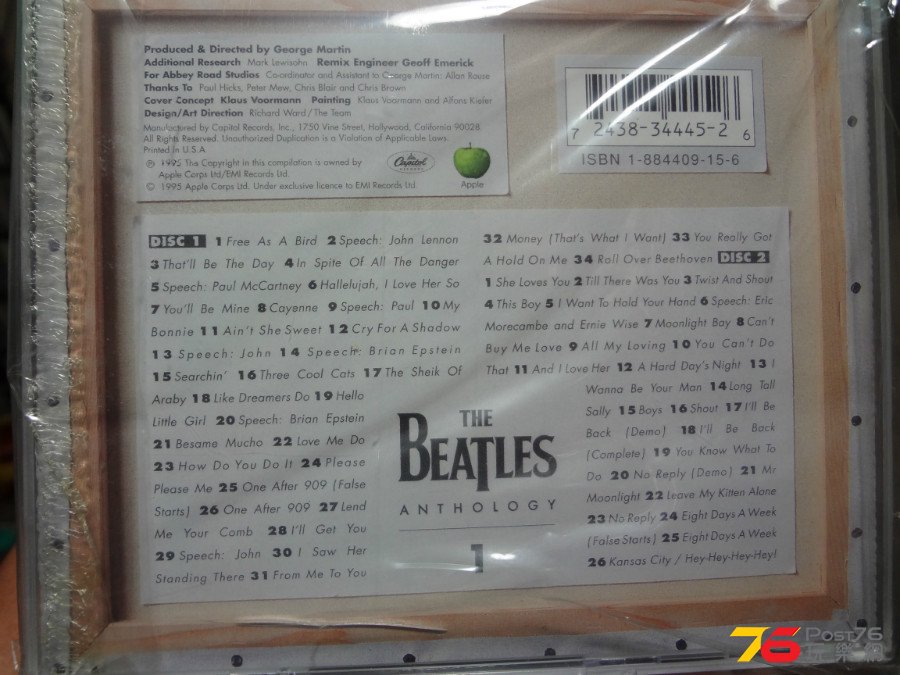 Produced & Directed by George Martin
Additional Research Mark Lewisohn Remix Engineer Geoff Emerick
For Abbey Road Studios Co-ordinator and Assistant to George Martin: Allan Rouse
Thanks To Paul Hicks, Peter Mew, Chris Blair and Chris Brown
Cover Concept Klaus Voormann Painting Klaus Voormann and Alfons Kiefer
Design/Art Direction Richard Ward/The Team
Manufactured by Capitol Records, Inc., 1750 Vine Street, Hollywood, California 90028.
All Rights Reserved. Unauthorized Duplication is a Violation of Applicable Laws.
Printed in U.S.A.
℗ 1995 The Copyright in this compilation is owned by
Apple Corps Ltd/EMI Records Ltd.
© 1995 Apple Corps Ltd. Under exclusive licence to EMI Records Ltd.
Capitol
RECORDS
Apple
7 24383-34445-2 6
ISBN 1-884409-15-6
DISC 1 1 Free As A Bird 2 Speech: John Lennon
3 That'll Be The Day 4 In Spite Of All The Danger
5 Speech: Paul McCartney 6 Hallelujah, I Love Her So
7 You'll Be Mine 8 Cayenne 9 Speech: Paul 10 My
Bonnie 11 Ain't She Sweet 12 Cry For A Shadow
13 Speech: John 14 Speech: Brian Epstein
15 Searchin' 16 Three Cool Cats 17 The Sheik Of
Araby 18 Like Dreamers Do 19 Hello
Little Girl 20 Speech: Brian Epstein
21 Besame Mucho 22 Love Me Do
23 How Do You Do It 24 Please
Please Me 25 One After 909 (False
Starts) 26 One After 909 27 Lend
Me Your Comb 28 I'll Get You
29 Speech: John 30 I Saw Her
Standing There 31 From Me To You
32 Money (That's What I Want) 33 You Really Got
A Hold On Me 34 Roll Over Beethoven DISC 2
1 She Loves You 2 Till There Was You 3 Twist And Shout
4 This Boy 5 I Want To Hold Your Hand 6 Speech: Eric
Morecambe and Ernie Wise 7 Moonlight Bay 8 Can't
Buy Me Love 9 All My Loving 10 You Can't Do
That 11 And I Love Her 12 A Hard Day's Night 13 I
Wanna Be Your Man 14 Long Tall
Sally 15 Boys 16 Shout 17 I'll Be
Back (Demo) 18 I'll Be Back
(Complete) 19 You Know What To
Do 20 No Reply (Demo) 21 Mr
Moonlight 22 Leave My Kitten Alone
23 No Reply 24 Eight Days A Week
(False Starts) 25 Eight Days A Week
26 Kansas City / Hey-Hey-Hey-Hey!
THE
BEATLES
ANTHOLOGY
1
76 Post76